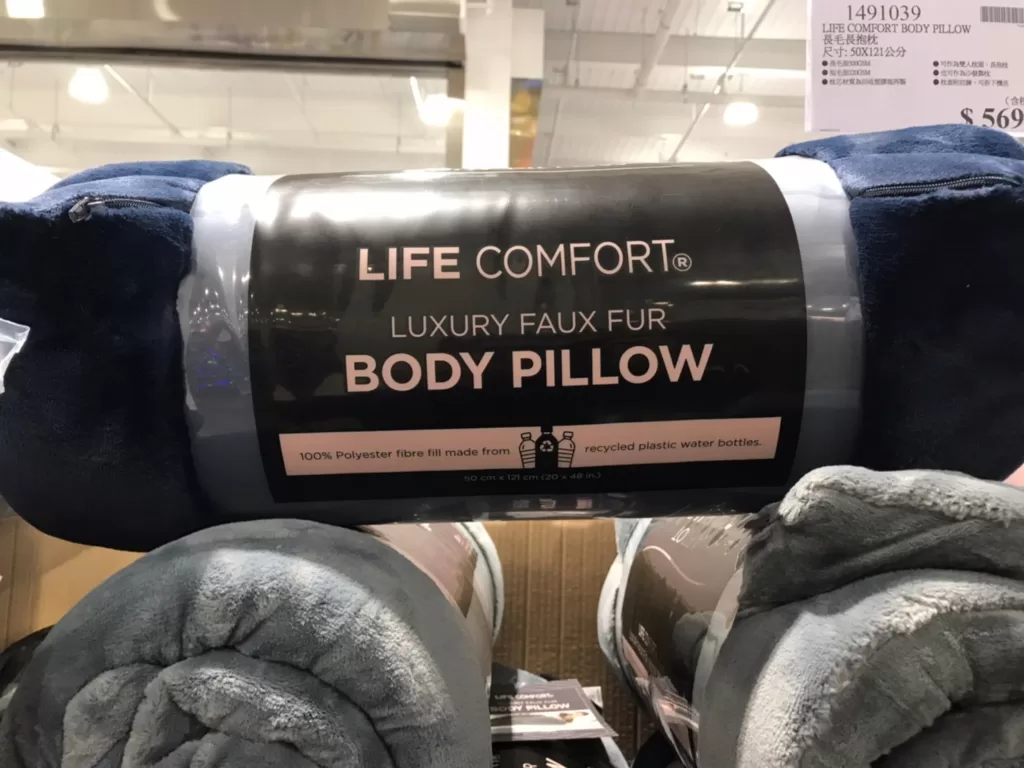 1491039
LIFE COMFORT BODY PILLOW
長毛長抱枕
尺寸: 50X121公分
$ 569
LIFE COMFORT®
LUXURY FAUX FUR
BODY PILLOW
100% Polyester fibre fill made from recycled plastic water bottles.
50 cm x 121 cm (20 x 48 in.)
LIFE COMFORT
BODY PILLOW